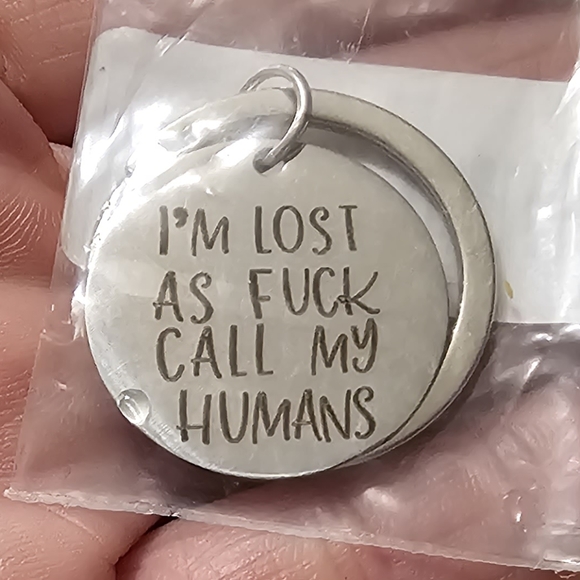 I'M LOST
AS FUCK
CALL MY
HUMANS